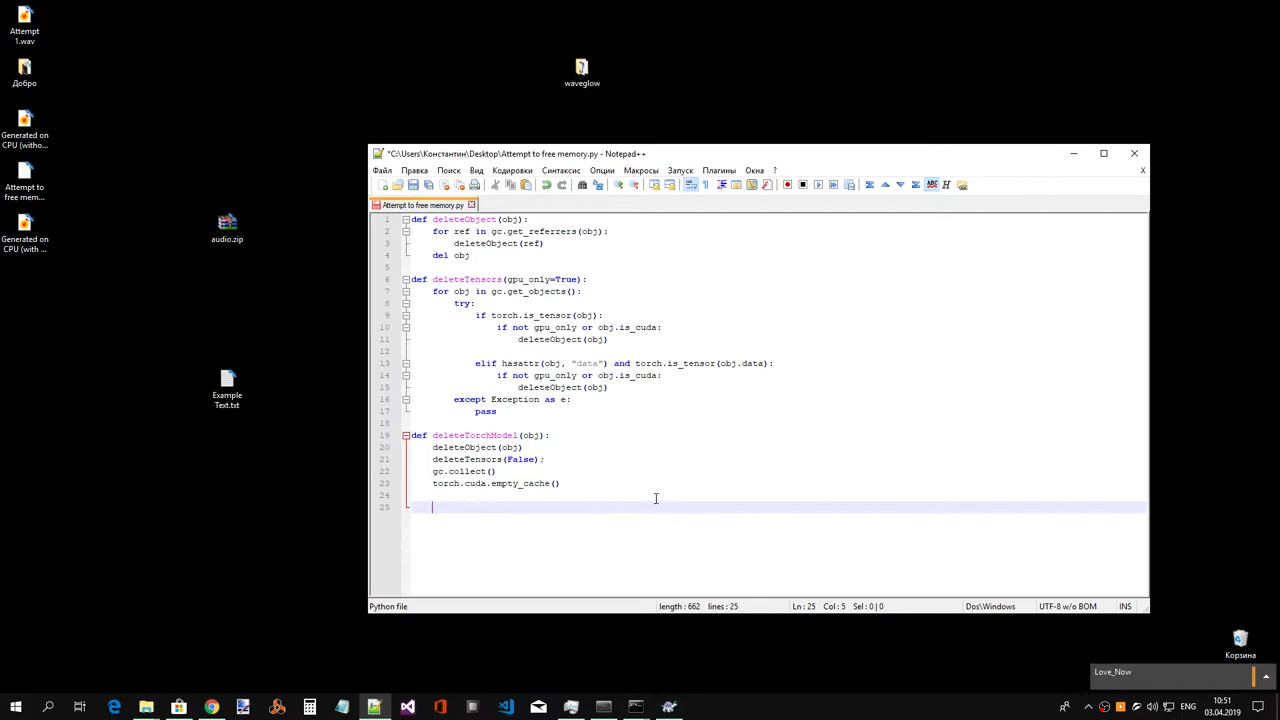 Attempt
1.wav
Добро
Generated on
CPU (witho...
Attempt to
free mem...
Generated on
CPU (with ...
audio.zip
Example
Text.txt
waveglow
*C:\Users\Константин\Desktop\Attempt to free memory.py - Notepad++
Файл Правка Поиск Вид Кодировки Синтаксис Опции Макросы Запуск Плагины Окна ? X
Attempt to free memory.py
1 def deleteObject(obj):
2 for ref in gc.get_referrers(obj):
3 deleteObject(ref)
4 del obj
5
6 def deleteTensors(gpu_only=True):
7 for obj in gc.get_objects():
8 try:
9 if torch.is_tensor(obj):
10 if not gpu_only or obj.is_cuda:
11 deleteObject(obj)
12
13 elif hasattr(obj, "data") and torch.is_tensor(obj.data):
14 if not gpu_only or obj.is_cuda:
15 deleteObject(obj)
16 except Exception as e:
17 pass
18
19 def deleteTorchModel(obj):
20 deleteObject(obj)
21 deleteTensors(False);
22 gc.collect()
23 torch.cuda.empty_cache()
24
25
Python file length : 662 lines : 25 Ln : 25 Col : 5 Sel : 0 | 0 Dos\Windows UTF-8 w/o BOM INS
Корзина
Love_Now
ENG 10:51
03.04.2019